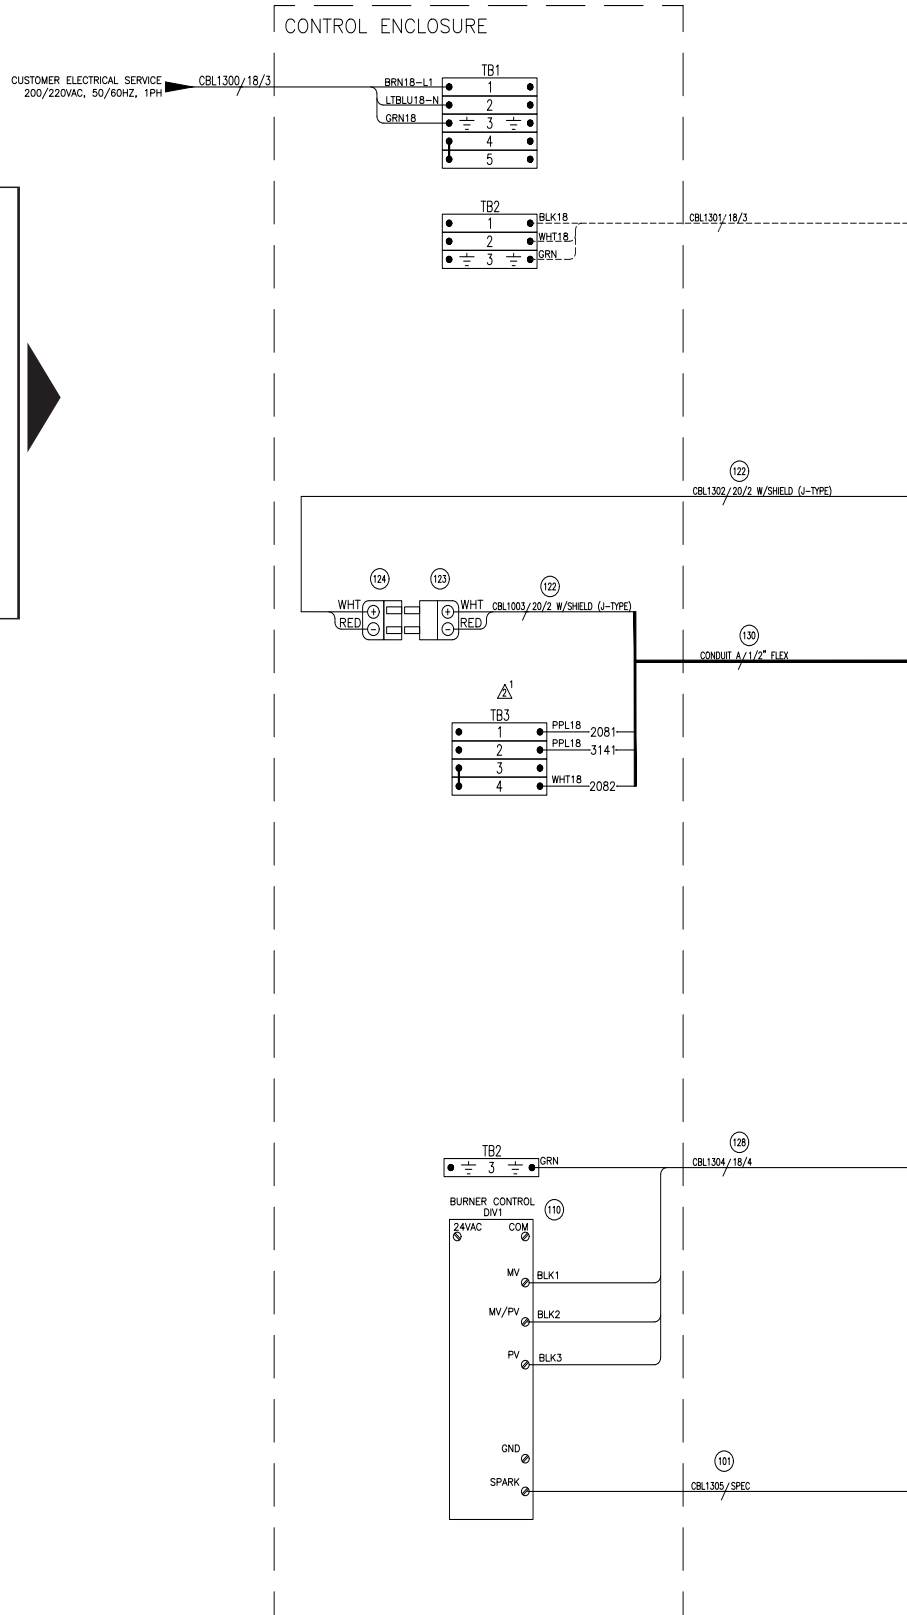 CONTROL ENCLOSURE
CUSTOMER ELECTRICAL SERVICE
200/220VAC, 50/60HZ, 1PH
CBL1300/18/3
TB1
BRN18-L1
1
LTBLU18-N
2
GRN18
3
4
5
TB2
1
BLK18
CBL1301/18/3
2
WHT18
3
GRN
122
CBL1302/20/2 W/SHIELD (J-TYPE)
124
123
122
WHT
WHT
CBL1003/20/2 W/SHIELD (J-TYPE)
RED
RED
130
CONDUIT A/1/2" FLEX
2
1
TB3
1
PPL18
2081
2
PPL18
3141
3
4
WHT18
2082
TB2
3
GRN
128
CBL1304/18/4
BURNER CONTROL
DIV1
110
24VAC
COM
MV
BLK1
MV/PV
BLK2
PV
BLK3
GND
SPARK
101
CBL1305/SPEC